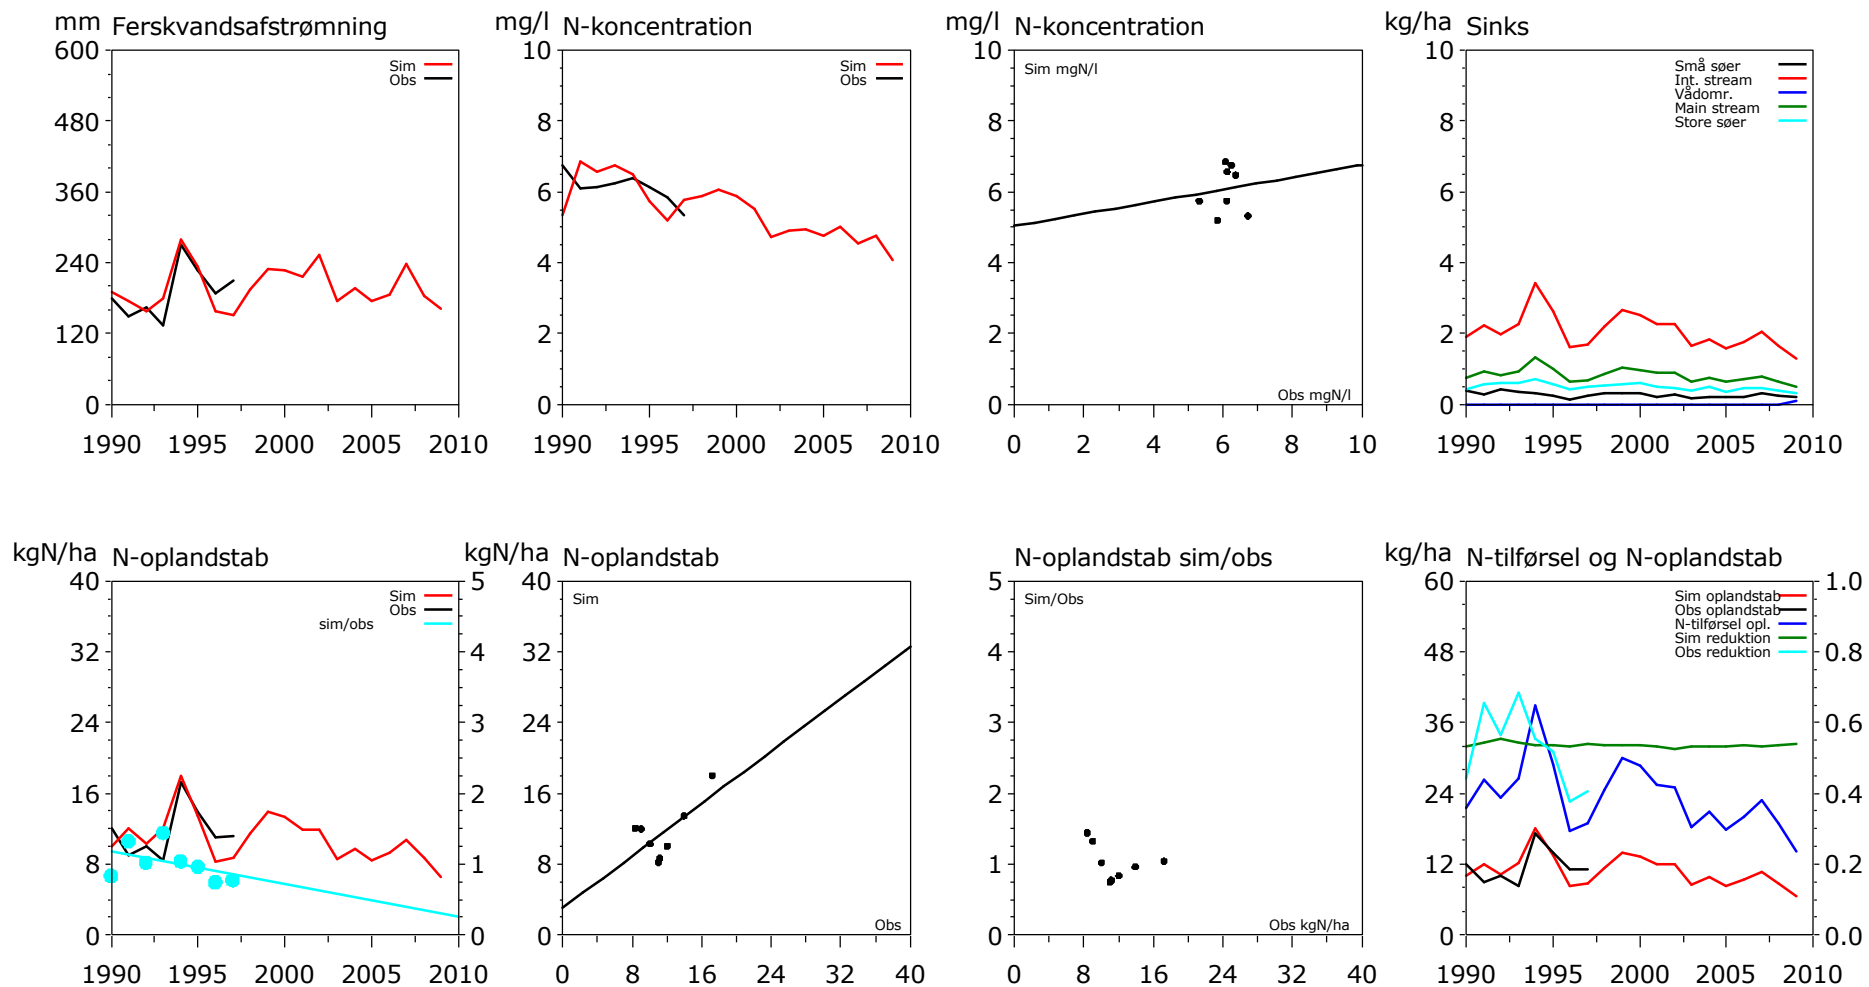 mm Ferskvandsafstrømning
600
480
360
240
120
0
Sim
Obs
1990 1995 2000 2005 2010
mg/l N-koncentration
10
8
6
4
2
0
Sim
Obs
1990 1995 2000 2005 2010
mg/l N-koncentration
10
8
6
4
2
0
Sim mgN/l
Obs mgN/l
0 2 4 6 8 10
kg/ha Sinks
10
8
6
4
2
0
Små søer
Int. stream
Vådomr.
Main stream
Store søer
1990 1995 2000 2005 2010
kgN/ha N-oplandstab
40
32
24
16
8
0
Sim
Obs
sim/obs
5
4
3
2
1
0
1990 1995 2000 2005 2010
kgN/ha N-oplandstab
40
32
24
16
8
0
Sim
Obs
0 8 16 24 32 40
N-oplandstab sim/obs
5
4
3
2
1
0
Sim/Obs
Obs kgN/ha
0 8 16 24 32 40
kg/ha N-tilførsel og N-oplandstab
60
48
36
24
12
0
Sim oplandstab
Obs oplandstab
N-tilførsel opl.
Sim reduktion
Obs reduktion
1.0
0.8
0.6
0.4
0.2
0.0
1990 1995 2000 2005 2010